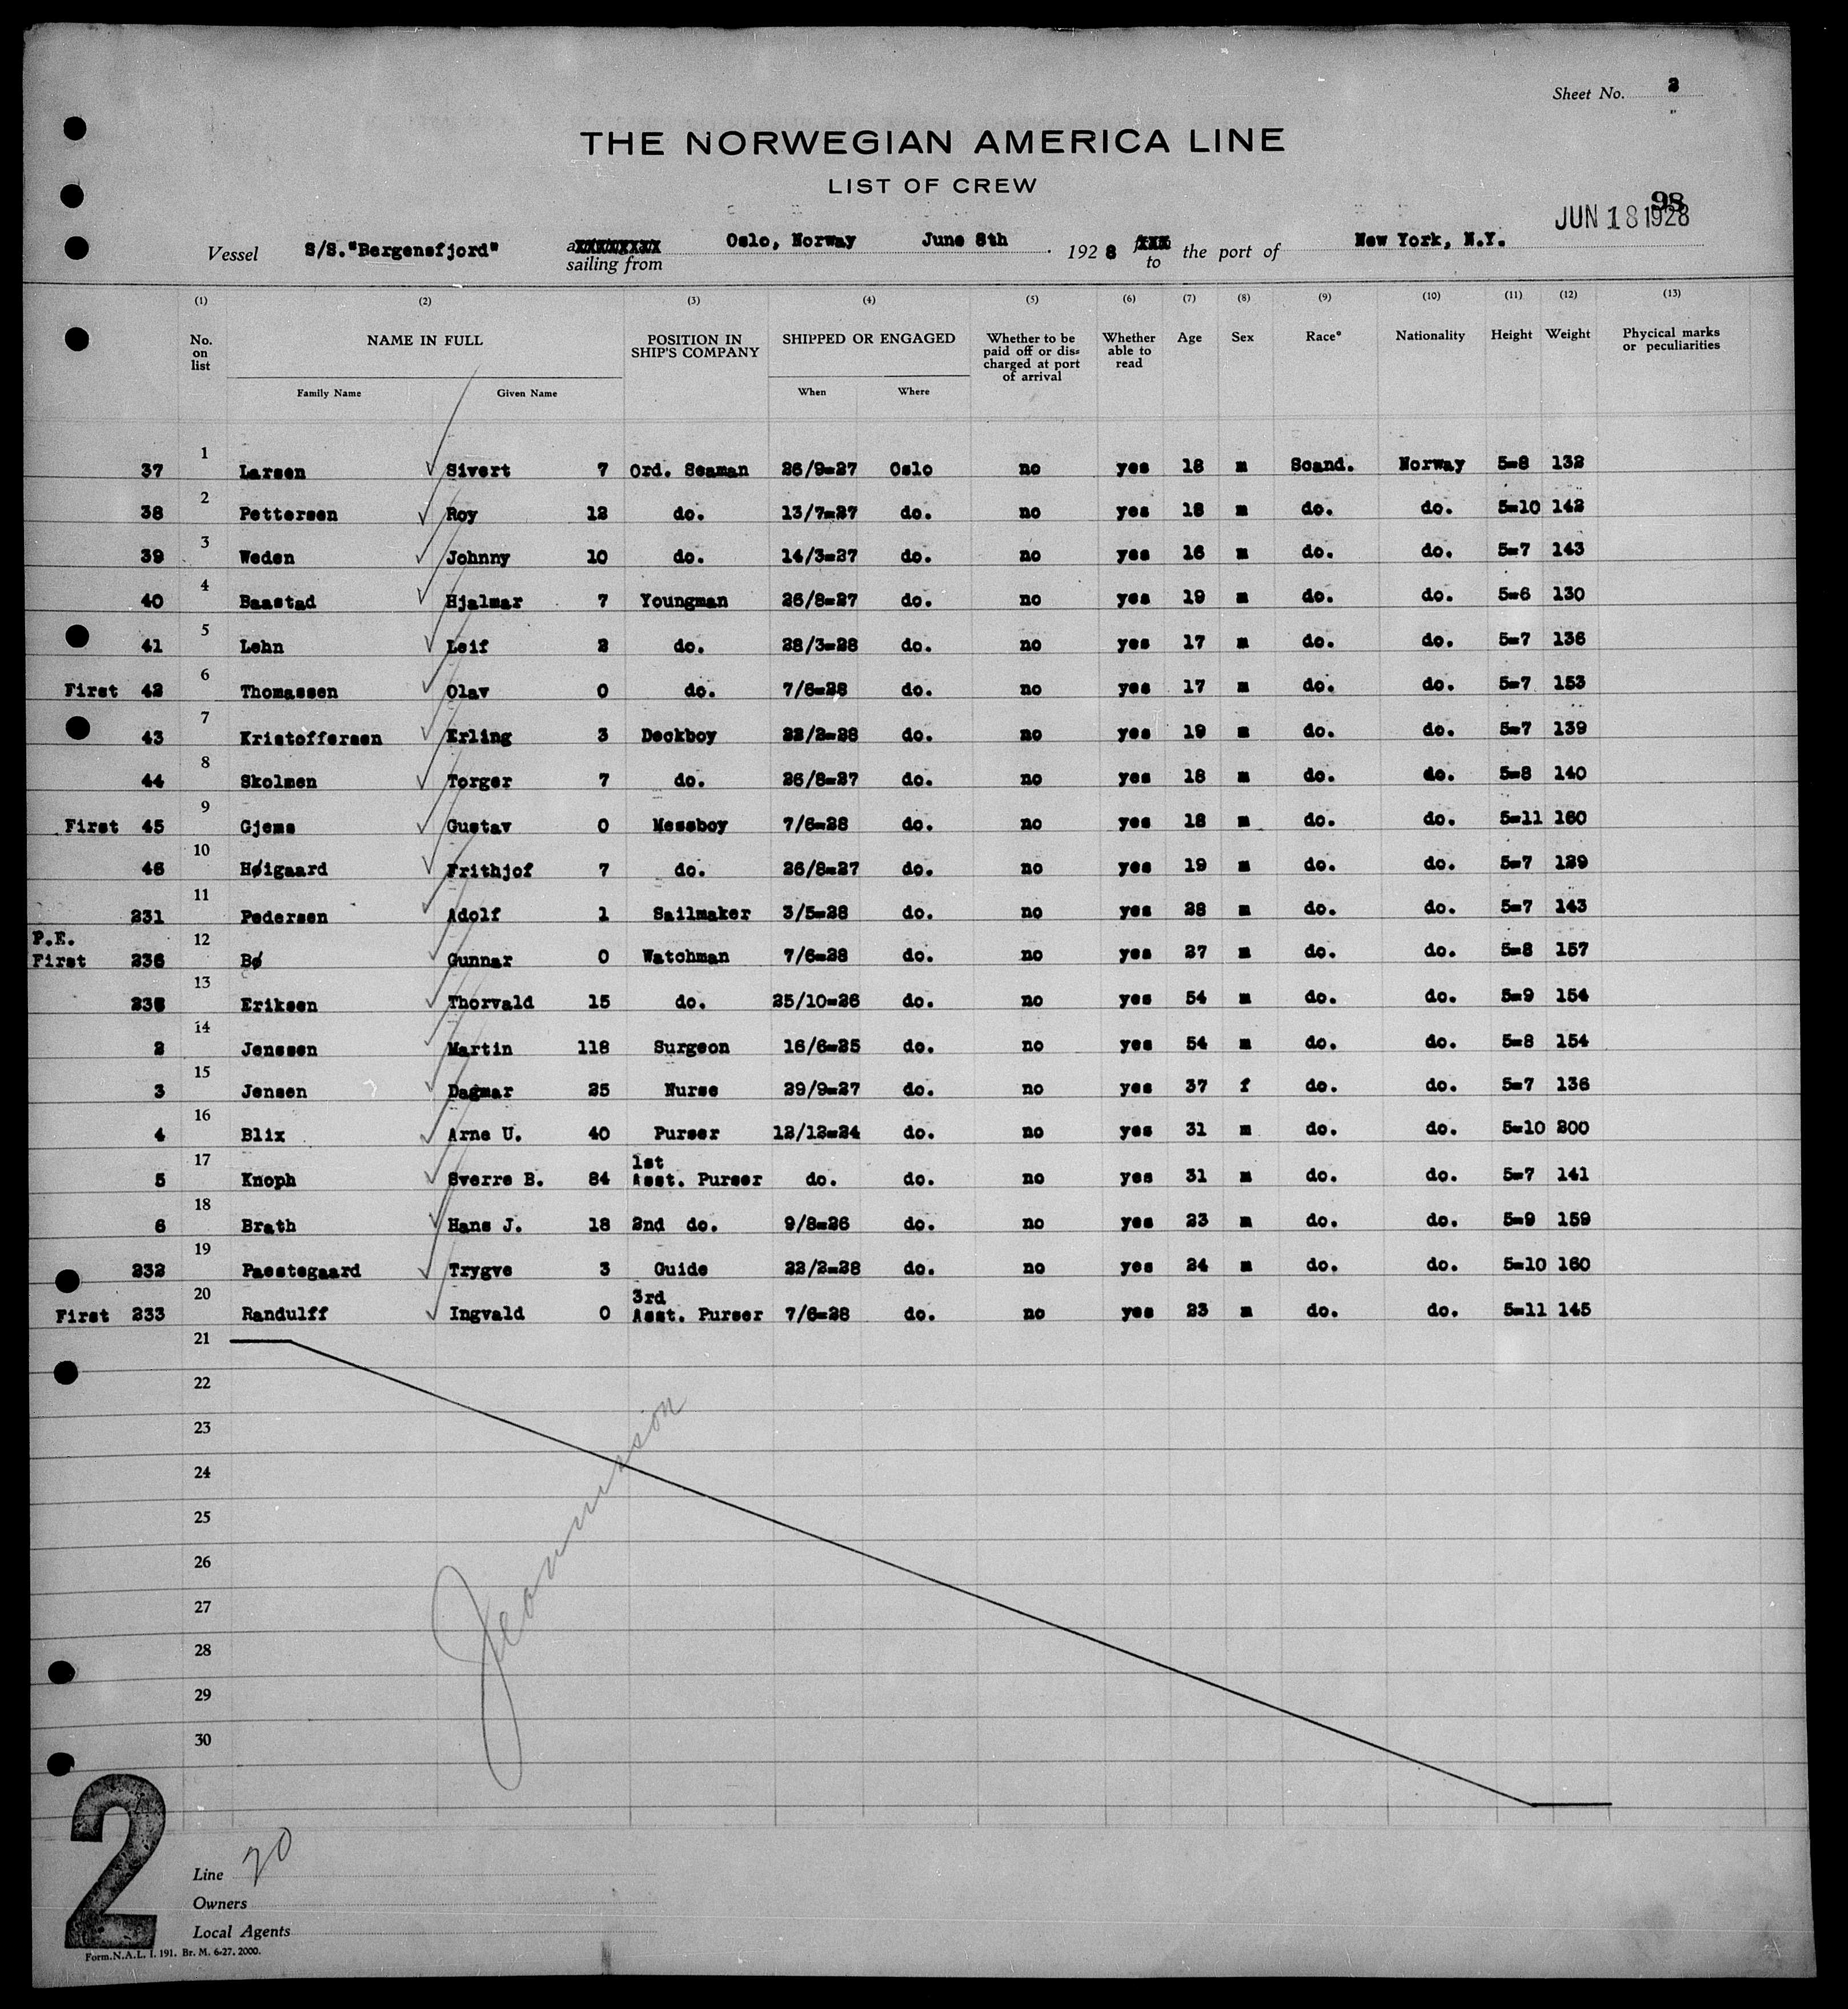 Sheet No. 2
THE NORWEGIAN AMERICA LINE
LIST OF CREW
98
JUN 18 1928
Vessel S/S."Bergensfjord" sailing from Oslo, Norway June 8th 1928 to the port of New York, N.Y.
(1) (2) (3) (4) (5) (6) (7) (8) (9) (10) (11) (12) (13)
No. on list NAME IN FULL POSITION IN SHIP'S COMPANY SHIPPED OR ENGAGED Whether to be paid off or dis= charged at port of arrival Whether able to read Age Sex Race* Nationality Height Weight Phycical marks or peculiarities
Family Name Given Name When Where
37 1 Larsen Sivert 7 Ord. Seaman 26/9-27 Oslo no yes 18 m Scand. Norway 5-8 132
38 2 Pettersen Roy 12 do. 13/7-27 do. no yes 18 m do. do. 5-10 142
39 3 Weden Johnny 10 do. 14/3-27 do. no yes 16 m do. do. 5-7 143
40 4 Baastad Hjalmar 7 Youngman 26/8-27 do. no yes 19 m do. do. 5-6 130
41 5 Lehn Leif 2 do. 28/3-28 do. no yes 17 m do. do. 5-7 136
First 42 6 Thomassen Olav 0 do. 7/6-28 do. no yes 17 m do. do. 5-7 153
43 7 Kristoffersen Erling 3 Deckboy 22/2-28 do. no yes 19 m do. do. 5-7 139
44 8 Skolmen Torger 7 do. 26/8-27 do. no yes 18 m do. do. 5-8 140
First 45 9 Gjems Gustav 0 Messboy 7/6-28 do. no yes 18 m do. do. 5-11 160
46 10 Høigaard Frithjof 7 do. 26/8-27 do. no yes 19 m do. do. 5-7 129
231 11 Pedersen Adolf 1 Sailmaker 3/5-28 do. no yes 28 m do. do. 5-7 143
P.E.
First 236 12 Bø Gunnar 0 Watchman 7/6-28 do. no yes 27 m do. do. 5-8 157
13 Eriksen Thorvald 15 do. 25/10-26 do. no yes 54 m do. do. 5-9 154
2 14 Jenssen Martin 118 Surgeon 16/6-25 do. no yes 54 m do. do. 5-8 154
3 15 Jensen Dagmar 25 Nurse 29/9-27 do. no yes 37 f do. do. 5-7 136
4 16 Blix Arne U. 40 Purser 12/12-24 do. no yes 31 m do. do. 5-10 200
5 17 Knoph Sverre B. 84 1st Asst. Purser do. do. no yes 31 m do. do. 5-7 141
6 18 Brath Hans J. 18 2nd do. 9/8-26 do. no yes 23 m do. do. 5-9 159
232 19 Paestegaard Trygve 3 Guide 22/2-28 do. no yes 24 m do. do. 5-10 160
First 233 20 Randulff Ingvald 0 3rd Asst. Purser 7/6-28 do. no yes 23 m do. do. 5-11 145
21
22
23
24
25
26
27
28
29
30
2
Line 20
Owners
Local Agents
Form.N.A.L. I. 191. Br. M. 6-27. 2000.